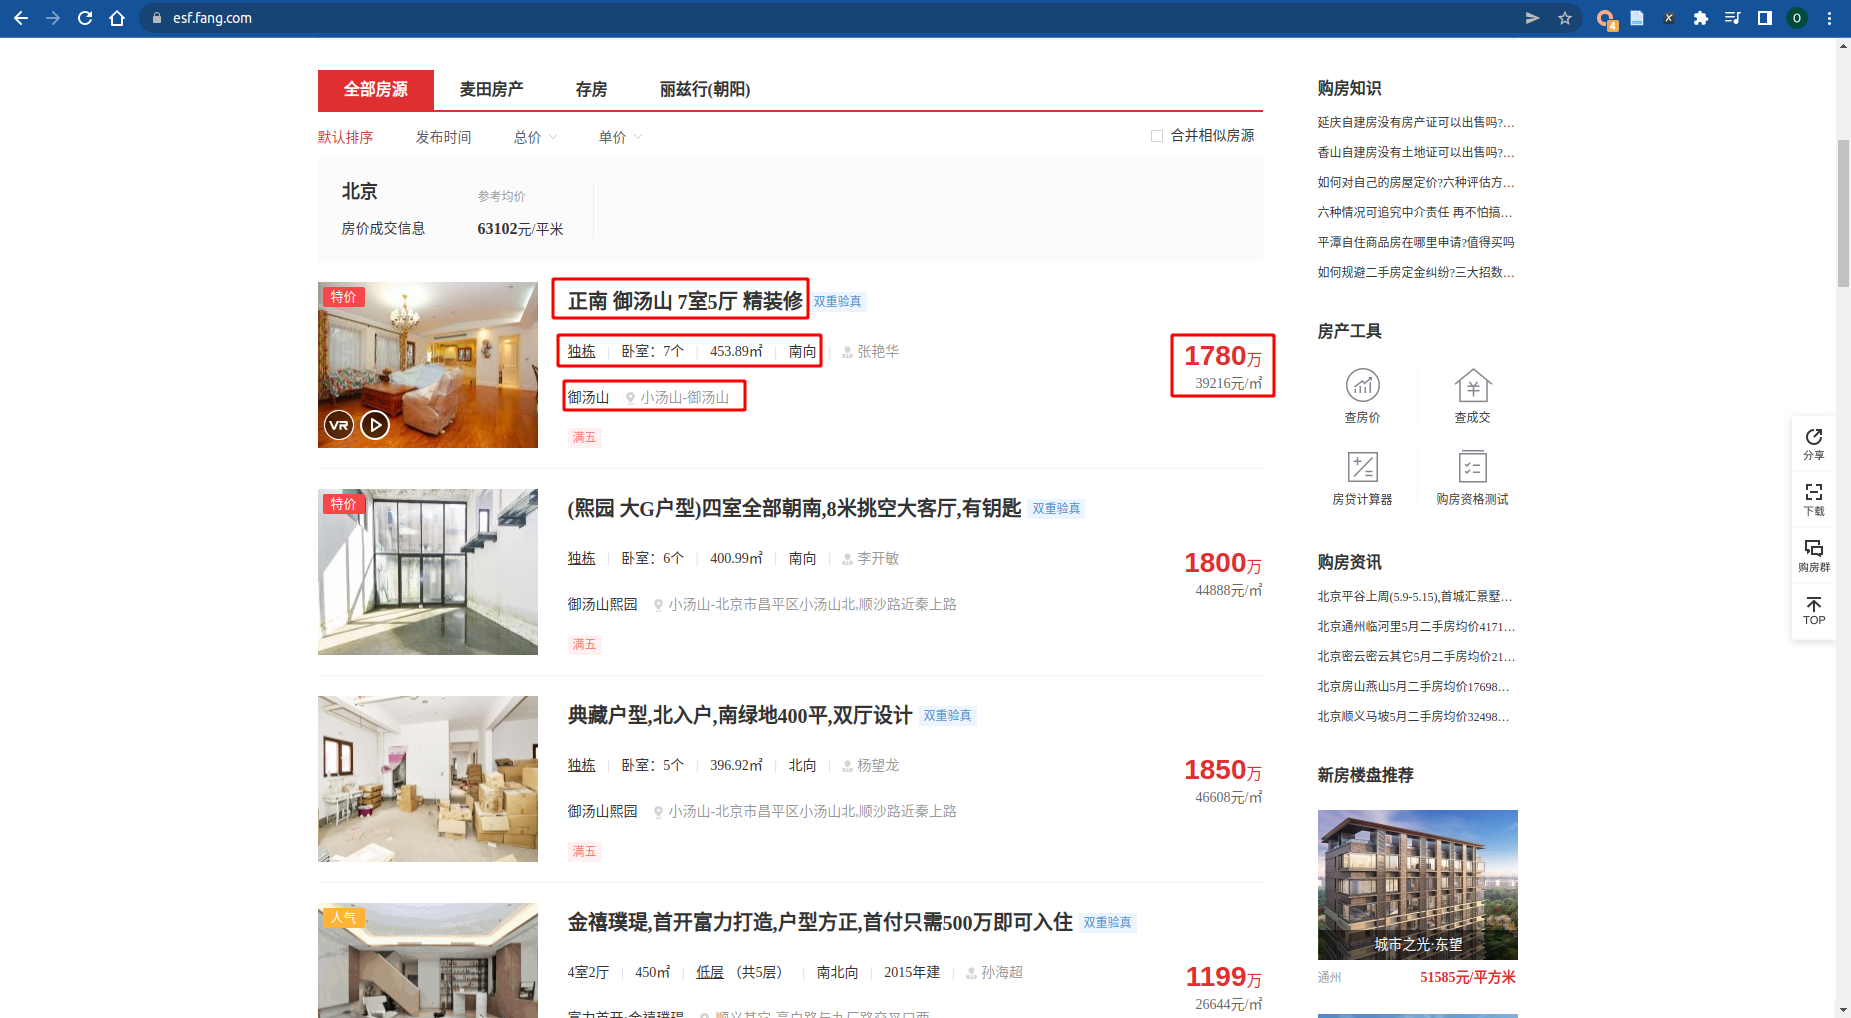 esf.fang.com
4
O
全部房源 麦田房产 存房 丽兹行(朝阳)
默认排序 发布时间 总价 单价 合并相似房源
北京 参考均价
房价成交信息 63102元/平米
特价
正南 御汤山 7室5厅 精装修 双重验真
独栋 卧室：7个 453.89㎡ 南向 张艳华
御汤山 小汤山-御汤山
满五
1780万
39216元/㎡
VR
特价
(熙园 大G户型)四室全部朝南,8米挑空大客厅,有钥匙 双重验真
独栋 卧室：6个 400.99㎡ 南向 李开敏
御汤山熙园 小汤山-北京市昌平区小汤山北,顺沙路近秦上路
满五
1800万
44888元/㎡
典藏户型,北入户,南绿地400平,双厅设计 双重验真
独栋 卧室：5个 396.92㎡ 北向 杨望龙
御汤山熙园 小汤山-北京市昌平区小汤山北,顺沙路近秦上路
满五
1850万
46608元/㎡
人气
金禧璞瑅,首开富力打造,户型方正,首付只需500万即可入住 双重验真
4室2厅 450㎡ 低层 （共5层） 南北向 2015年建 孙海超
1199万
26644元/㎡
富力首开·金禧璞瑅
购房知识
延庆自建房没有房产证可以出售吗?...
香山自建房没有土地证可以出售吗?...
如何对自己的房屋定价?六种评估方...
六种情况可追究中介责任 再不怕搞...
平潭自住商品房在哪里申请?值得买吗
如何规避二手房定金纠纷?三大招数...
房产工具
查房价 查成交
房贷计算器 购房资格测试
购房资讯
北京平谷上周(5.9-5.15),首城汇景墅...
北京通州临河里5月二手房均价4171...
北京密云密云其它5月二手房均价21...
北京房山燕山5月二手房均价17698...
北京顺义马坡5月二手房均价32498...
新房楼盘推荐
城市之光·东望
通州 51585元/平方米
分享
下载
购房群
TOP